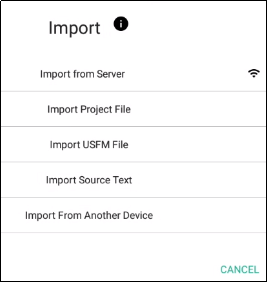 Import
Import from Server
Import Project File
Import USFM File
Import Source Text
Import From Another Device
CANCEL